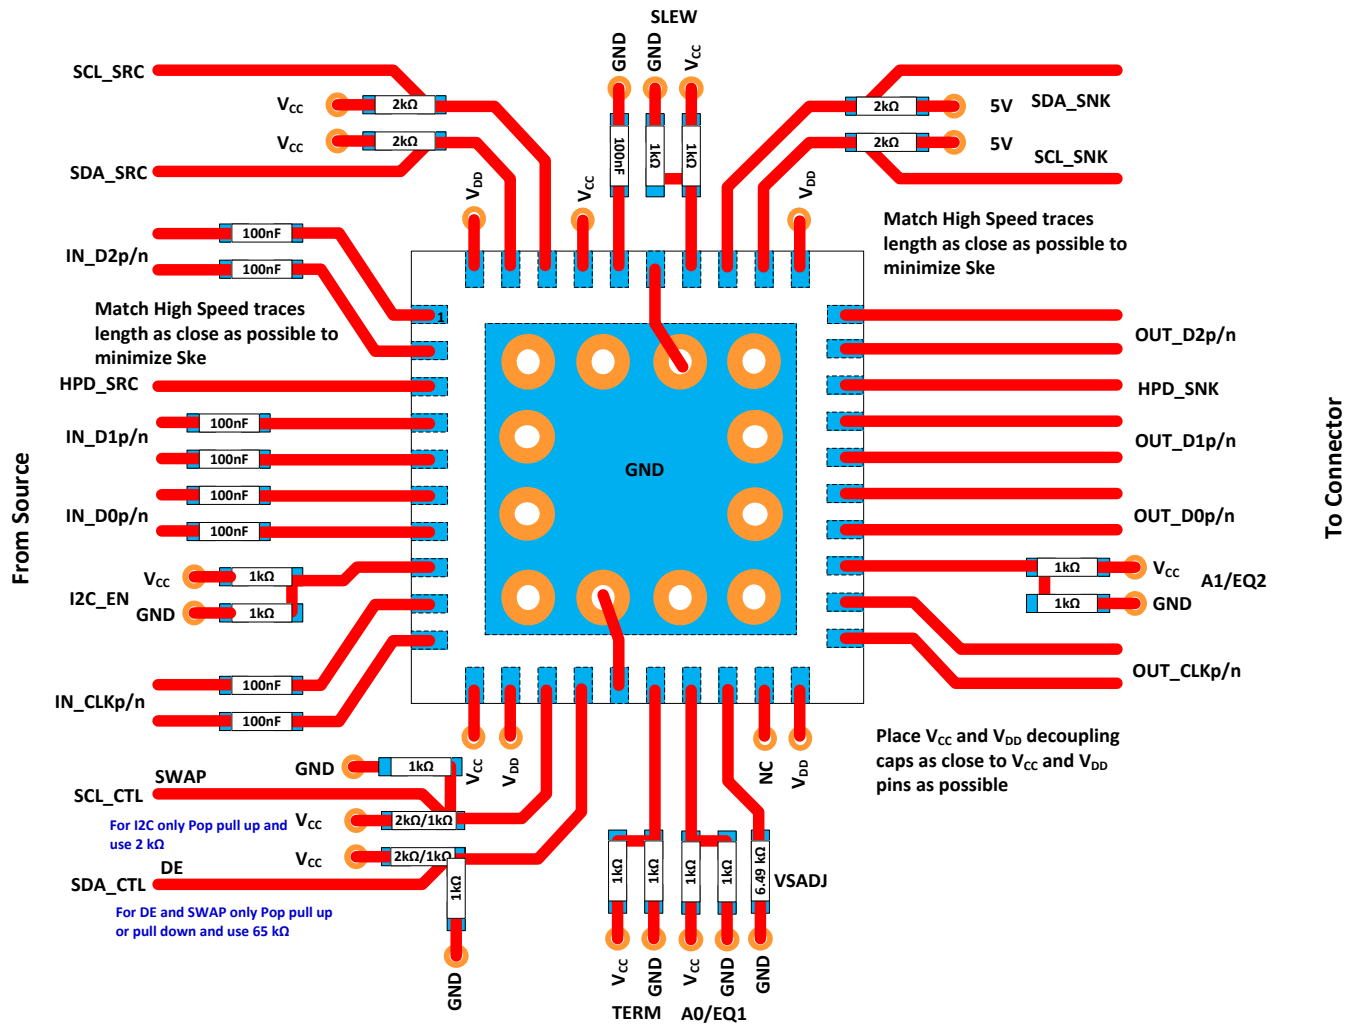 SLEW
GND
GND
VCC
SCL_SRC
VCC
2kΩ
VCC
2kΩ
SDA_SRC
VDD
VCC
100nF
1kΩ
1kΩ
2kΩ
5V
SDA_SNK
2kΩ
5V
SCL_SNK
VDD
IN_D2p/n
100nF
100nF
Match High Speed traces
length as close as possible to
minimize Ske
Match High Speed traces
length as close as possible to
minimize Ske
1
HPD_SRC
IN_D1p/n
100nF
100nF
IN_D0p/n
100nF
100nF
VCC
1kΩ
I2C_EN
GND
1kΩ
IN_CLKp/n
100nF
100nF
From Source
GND
OUT_D2p/n
HPD_SNK
OUT_D1p/n
OUT_D0p/n
1kΩ
VCC
A1/EQ2
1kΩ
GND
OUT_CLKp/n
To Connector
Place VCC and VDD decoupling
caps as close to VCC and VDD
pins as possible
VCC
VDD
NC
VDD
GND
1kΩ
SWAP
SCL_CTL
VCC
2kΩ/1kΩ
For I2C only Pop pull up and
use 2 kΩ
VCC
2kΩ/1kΩ
DE
SDA_CTL
1kΩ
For DE and SWAP only Pop pull up
or pull down and use 65 kΩ
GND
1kΩ
1kΩ
1kΩ
1kΩ
6.49 kΩ
VSADJ
VCC
GND
VCC
GND
GND
TERM
A0/EQ1